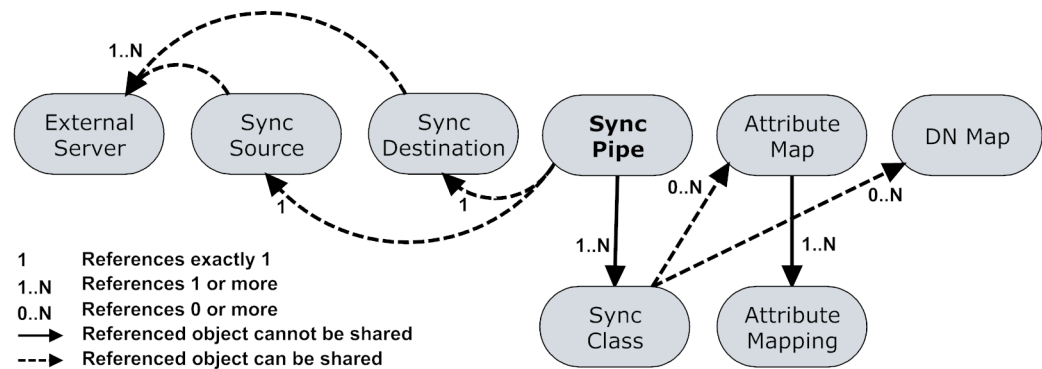 1..N
External
Server
Sync
Source
Sync
Destination
Sync
Pipe
Attribute
Map
DN Map
1
1
0..N
0..N
1..N
1..N
Sync
Class
Attribute
Mapping
1 References exactly 1
1..N References 1 or more
0..N References 0 or more
Referenced object cannot be shared
Referenced object can be shared